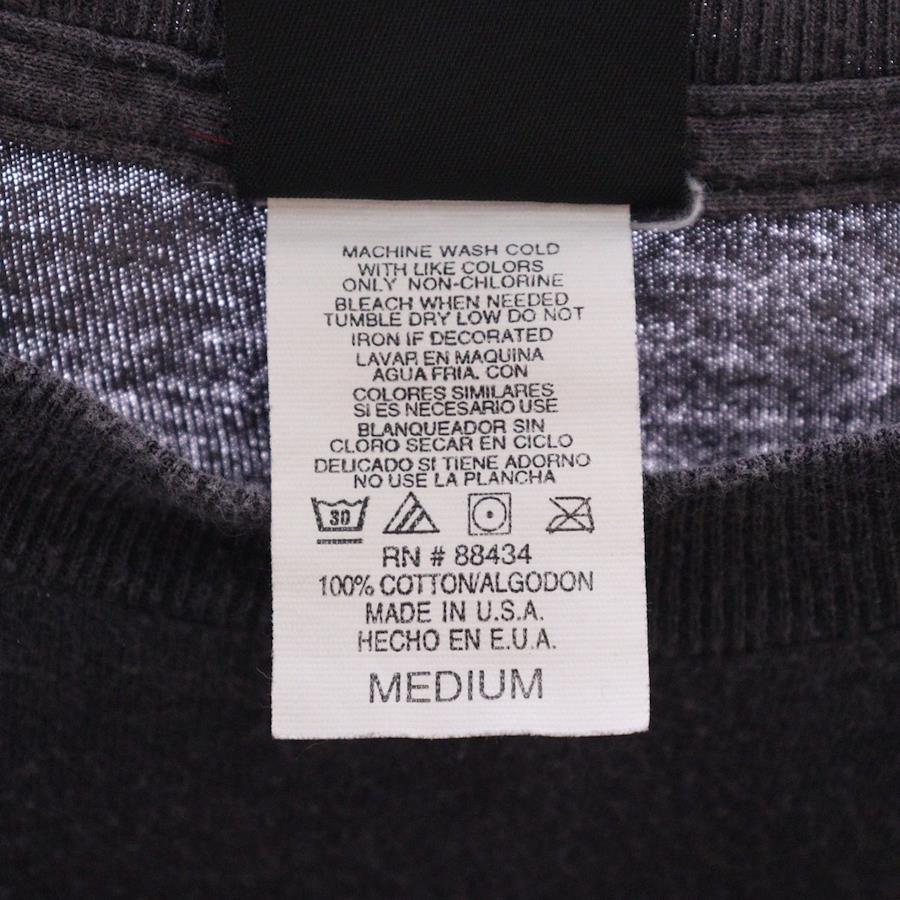 MACHINE WASH COLD
WITH LIKE COLORS
ONLY NON-CHLORINE
BLEACH WHEN NEEDED
TUMBLE DRY LOW DO NOT
IRON IF DECORATED
LAVAR EN MAQUINA
AGUA FRIA. CON
COLORES SIMILARES
SI ES NECESARIO USE
BLANQUEADOR SIN
CLORO SECAR EN CICLO
DELICADO SI TIENE ADORNO
NO USE LA PLANCHA
30
RN # 88434
100% COTTON/ALGODON
MADE IN U.S.A.
HECHO EN E.U.A.
MEDIUM